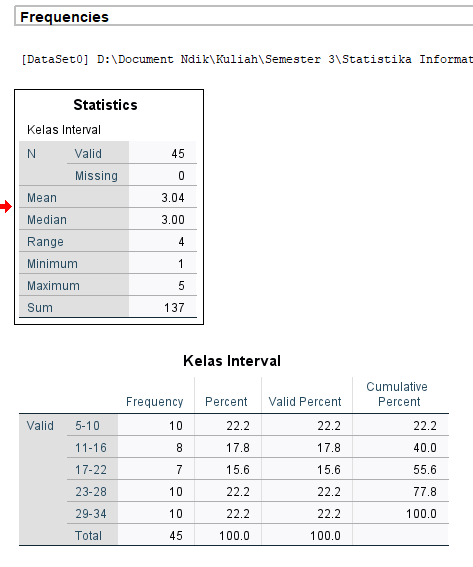 Frequencies
[DataSet0] D:\Document Ndik\Kuliah\Semester 3\Statistika Informat
Statistics
Kelas Interval
N Valid 45
Missing 0
Mean 3.04
Median 3.00
Range 4
Minimum 1
Maximum 5
Sum 137
Kelas Interval
Frequency Percent Valid Percent Cumulative Percent
Valid 5-10 10 22.2 22.2 22.2
11-16 8 17.8 17.8 40.0
17-22 7 15.6 15.6 55.6
23-28 10 22.2 22.2 77.8
29-34 10 22.2 22.2 100.0
Total 45 100.0 100.0